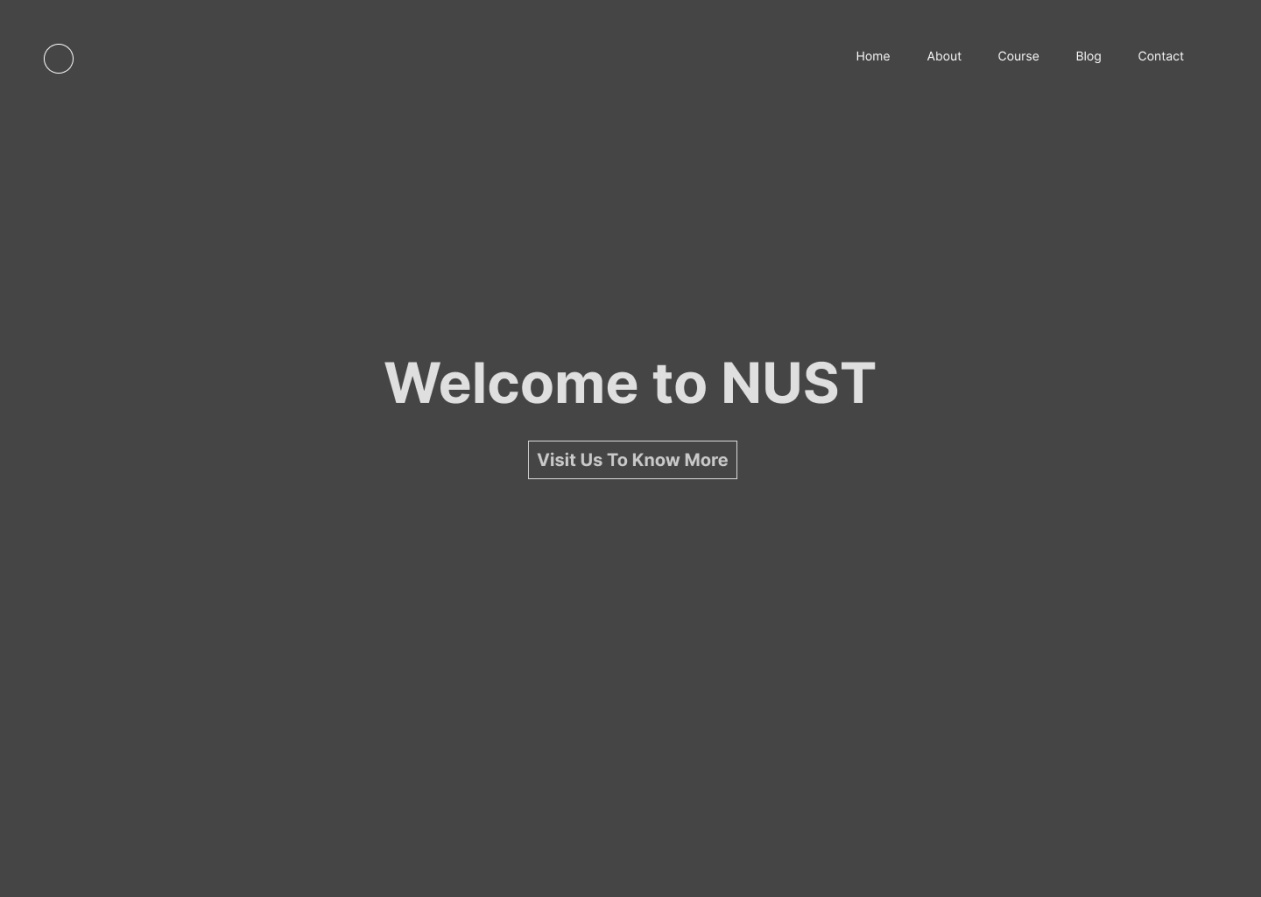 Home About Course Blog Contact
Welcome to NUST
Visit Us To Know More